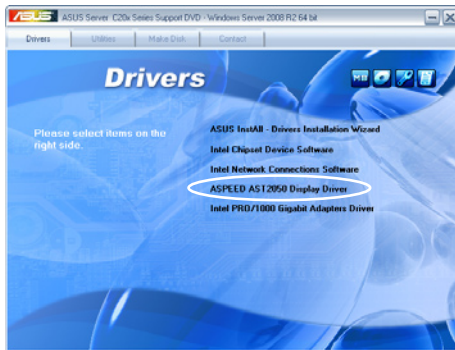 ASUS ASUS Server C20x Series Support DVD - Windows Server 2008 R2 64 bit
Drivers Utilities Make Disk Contact
Drivers
MB
Please select items on the
right side.
ASUS InstAll - Drivers Installation Wizard
Intel Chipset Device Software
Intel Network Connections Software
ASPEED AST2050 Display Driver
Intel PRO/1000 Gigabit Adapters Driver